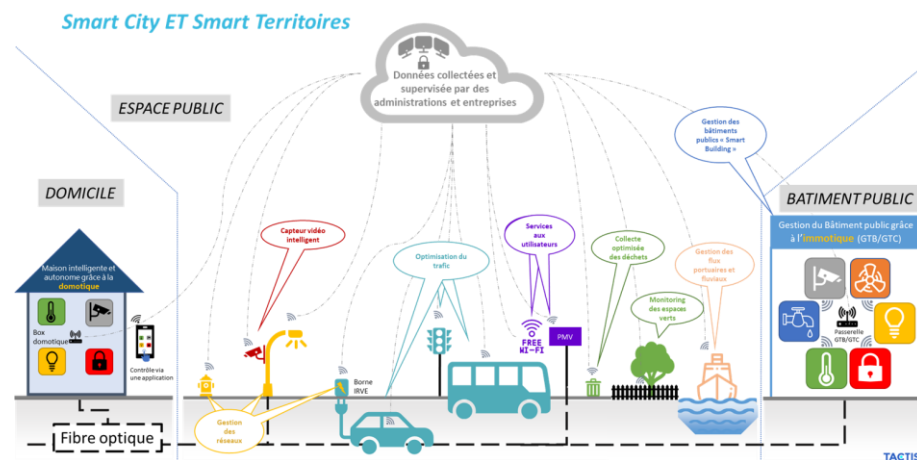 Smart City ET Smart Territoires
Données collectées et
supervisée par des
administrations et entreprises
ESPACE PUBLIC
Gestion des
bâtiments
publics « Smart
Building »
DOMICILE
BATIMENT PUBLIC
Gestion du Bâtiment public grâce
à l'immotique (GTB/GTC)
Capteur vidéo
intelligent
Optimisation du
trafic
Services
aux
utilisateurs
Collecte
optimisée
des déchets
Gestion des
flux
portuaires et
fluviaux
Maison intelligente et
autonome grâce à la
domotique
Monitoring
des espaces
verts
Box
domotique
Contrôle via
une application
FREE
WI-FI
PMV
Passerelle
GTB/GTC
Borne
IRVE
Gestion
des
réseaux
Fibre optique
TACTIS